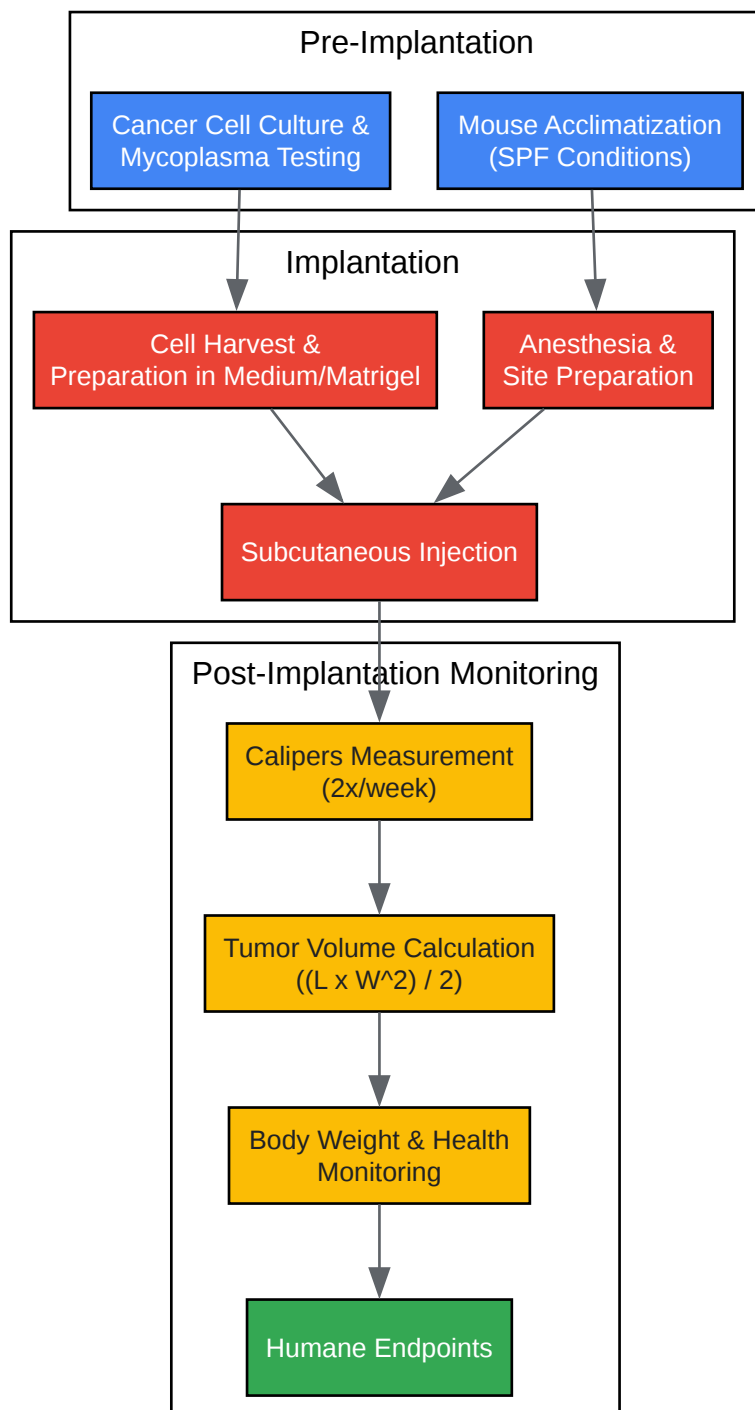 Pre-Implantation
Cancer Cell Culture &
Mycoplasma Testing
Mouse Acclimatization
(SPF Conditions)
Implantation
Cell Harvest &
Preparation in Medium/Matrigel
Anesthesia &
Site Preparation
Subcutaneous Injection
Post-Implantation Monitoring
Calipers Measurement
(2x/week)
Tumor Volume Calculation
((L x W^2) / 2)
Body Weight & Health
Monitoring
Humane Endpoints